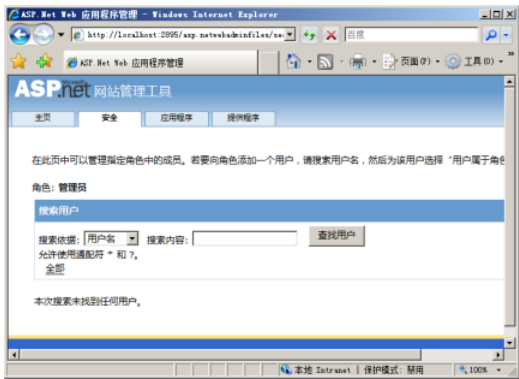 ASP.Net Web 应用程序管理 - Windows Internet Explorer
http://localhost:2895/asp.netwebadminfiles/se
百度
ASP.Net Web 应用程序管理
页面(P)
工具(O)
»
Microsoft
ASP.net 网站管理工具
主页 安全 应用程序 提供程序
在此页中可以管理指定角色中的成员。若要向角色添加一个用户，请搜索用户名，然后为该用户选择“用户属于角色
角色: 管理员
搜索用户
搜索依据: 用户名 搜索内容: 查找用户
允许使用通配符 * 和 ?。
全部
本次搜索未找到任何用户。
本地 Intranet | 保护模式: 禁用 100%